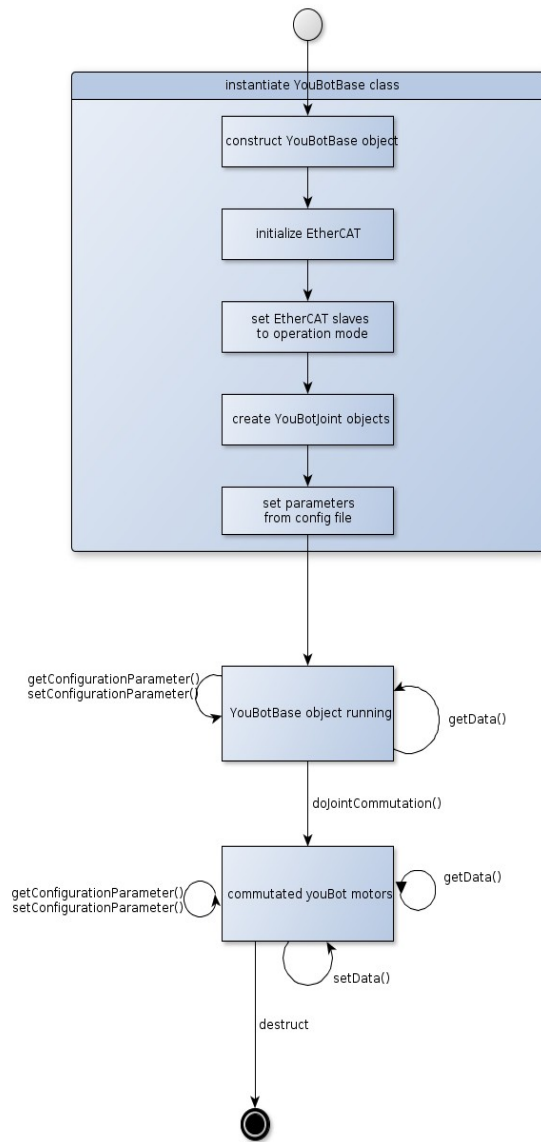 instantiate YouBotBase class
construct YouBotBase object
initialize EtherCAT
set EtherCAT slaves
to operation mode
create YouBotJoint objects
set parameters
from config file
getConfigurationParameter()
setConfigurationParameter()
YouBotBase object running
getData()
doJointCommutation()
getConfigurationParameter()
setConfigurationParameter()
commutated youBot motors
getData()
setData()
destruct